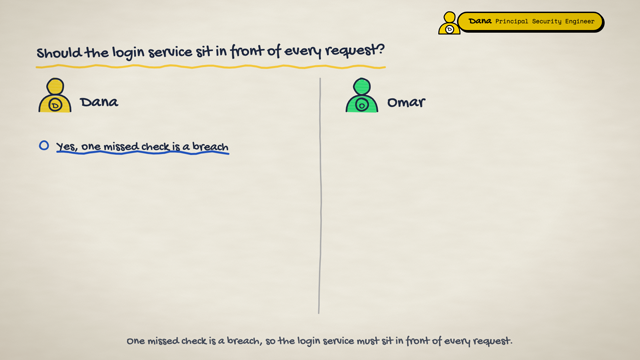 Dana Principal Security Engineer
D
Should the login service sit in front of every request?
D
Dana
O
Omar
Yes, one missed check is a breach
One missed check is a breach, so the login service must sit in front of every request.